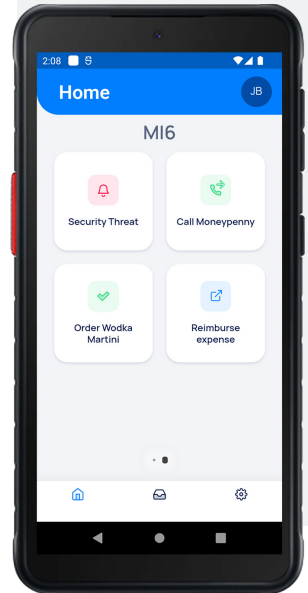 2:08
Home
JB
MI6
Security Threat
Call Moneypenny
Order Wodka
Martini
Reimburse
expense